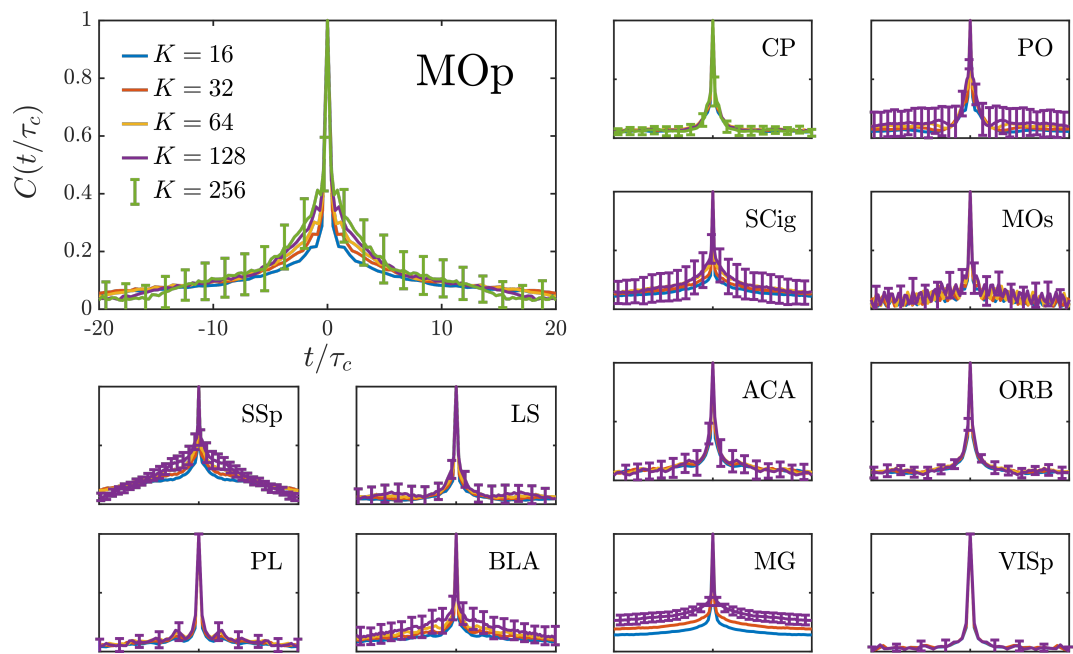 C(t/τc)
1
0.8
0.6
0.4
0.2
0
K = 16
K = 32
K = 64
K = 128
K = 256
MOp
-20
-10
0
10
20
t/τc
CP
PO
SCig
MOs
SSp
LS
ACA
ORB
PL
BLA
MG
VISp